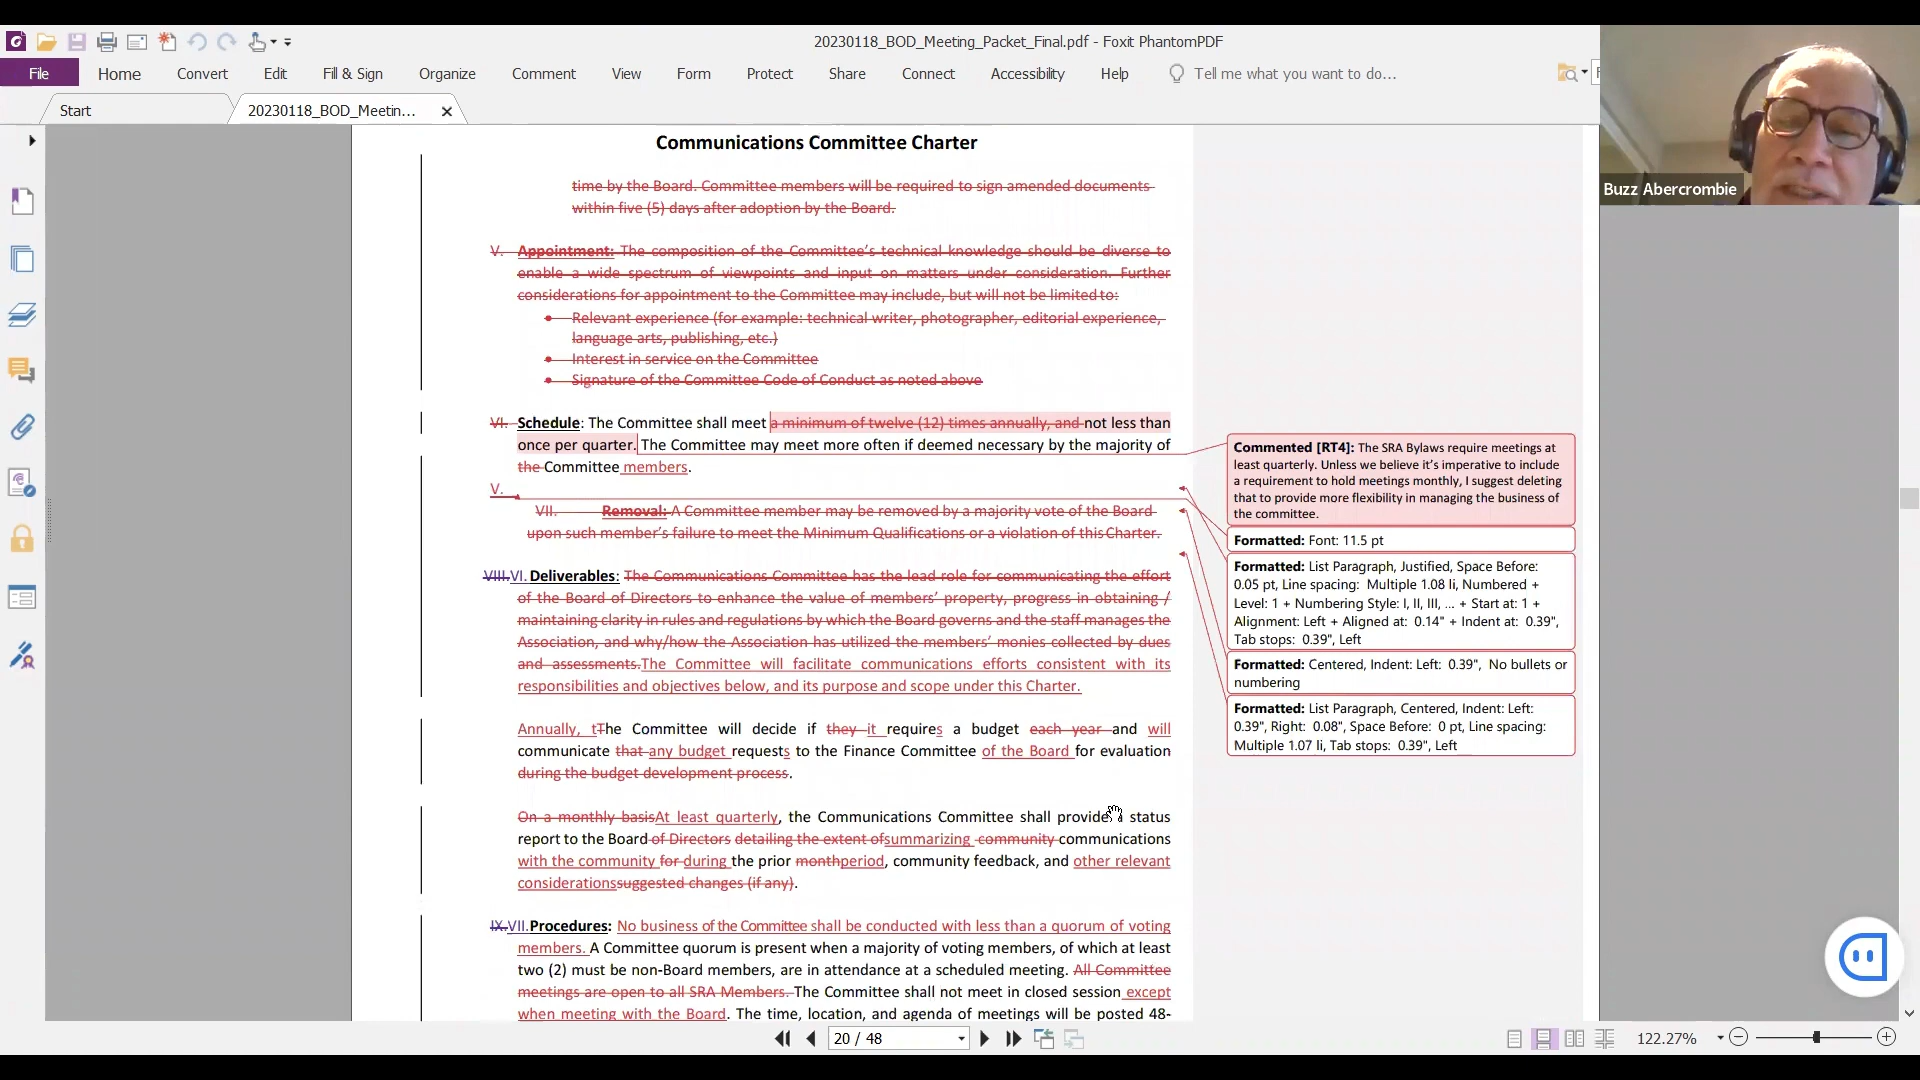 20230118_BOD_Meeting_Packet_Final.pdf - Foxit PhantomPDF
File Home Convert Edit Fill & Sign Organize Comment View Form Protect Share Connect Accessibility Help Tell me what you want to do...
Start 20230118_BOD_Meetin...
Buzz Abercrombie
Communications Committee Charter
time by the Board. Committee members will be required to sign amended documents
within five (5) days after adoption by the Board.
V. Appointment: The composition of the Committee's technical knowledge should be diverse to
enable a wide spectrum of viewpoints and input on matters under consideration. Further
considerations for appointment to the Committee may include, but will not be limited to:
• Relevant experience (for example: technical writer, photographer, editorial experience,
language arts, publishing, etc.)
• Interest in service on the Committee
• Signature of the Committee Code of Conduct as noted above
VI. Schedule: The Committee shall meet a minimum of twelve (12) times annually, and not less than
once per quarter. The Committee may meet more often if deemed necessary by the majority of
the Committee members.
V.
VII. Removal: A Committee member may be removed by a majority vote of the Board
upon such member's failure to meet the Minimum Qualifications or a violation of this Charter.
VIII.VI. Deliverables: The Communications Committee has the lead role for communicating the effort
of the Board of Directors to enhance the value of members' property, progress in obtaining /
maintaining clarity in rules and regulations by which the Board governs and the staff manages the
Association, and why/how the Association has utilized the members' monies collected by dues
and assessments.The Committee will facilitate communications efforts consistent with its
responsibilities and objectives below, and its purpose and scope under this Charter.
Annually, tThe Committee will decide if they it requires a budget each year and will
communicate that any budget requests to the Finance Committee of the Board for evaluation
during the budget development process.
On a monthly basisAt least quarterly, the Communications Committee shall provide a status
report to the Board of Directors detailing the extent ofsummarizing community communications
with the community for during the prior monthperiod, community feedback, and other relevant
considerationssuggested changes (if any).
IX.VII. Procedures: No business of the Committee shall be conducted with less than a quorum of voting
members. A Committee quorum is present when a majority of voting members, of which at least
two (2) must be non-Board members, are in attendance at a scheduled meeting. All Committee
meetings are open to all SRA Members. The Committee shall not meet in closed session except
when meeting with the Board. The time, location, and agenda of meetings will be posted 48-
Commented [RT4]: The SRA Bylaws require meetings at
least quarterly. Unless we believe it's imperative to include
a requirement to hold meetings monthly, I suggest deleting
that to provide more flexibility in managing the business of
the committee.
Formatted: Font: 11.5 pt
Formatted: List Paragraph, Justified, Space Before:
0.05 pt, Line spacing: Multiple 1.08 li, Numbered +
Level: 1 + Numbering Style: I, II, III, ... + Start at: 1 +
Alignment: Left + Aligned at: 0.14" + Indent at: 0.39",
Tab stops: 0.39", Left
Formatted: Centered, Indent: Left: 0.39", No bullets or
numbering
Formatted: List Paragraph, Centered, Indent: Left:
0.39", Right: 0.08", Space Before: 0 pt, Line spacing:
Multiple 1.07 li, Tab stops: 0.39", Left
20 / 48
122.27%